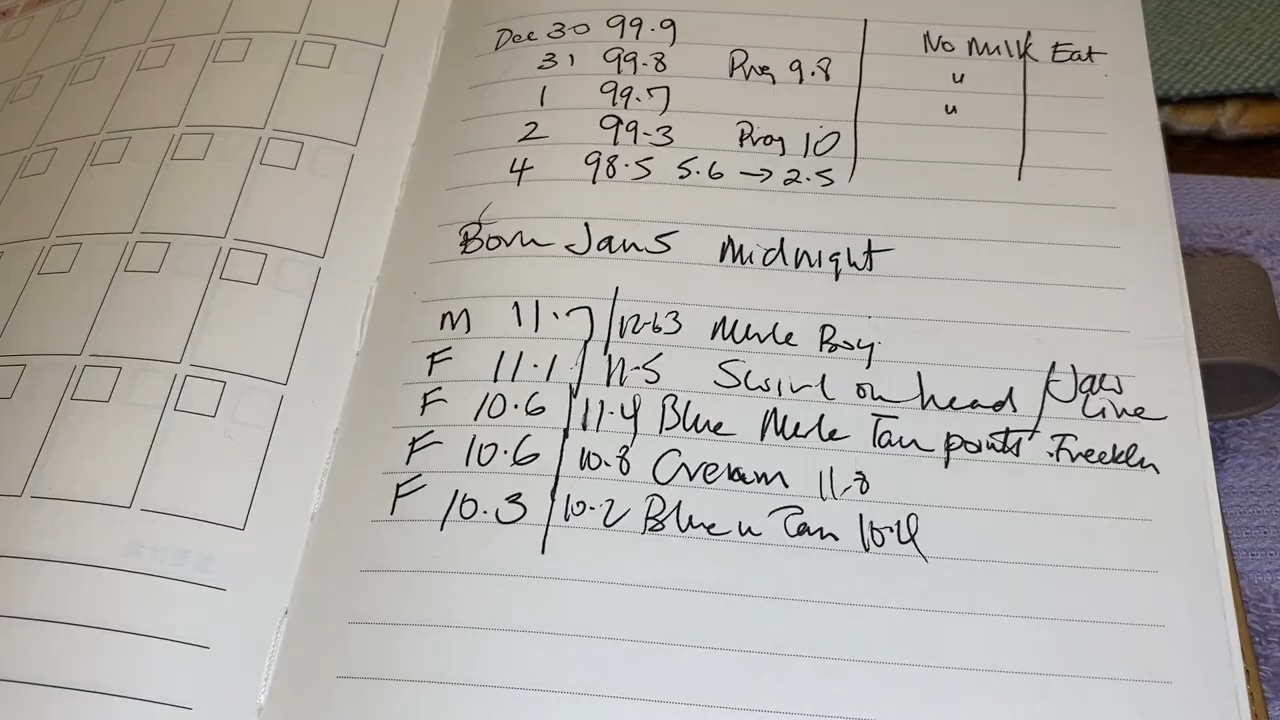 Dec 30 99.9 No Milk Eat
31 99.8 Prog 9.8 "
1 99.7 "
2 99.3 Prog 10
4 98.5 5.6 → 2.5
Born Jan 5 Midnight
M 11.7 / 12.63 Merle Boy.
F 11.1 / 11.5 Swirl on head / Jaw Line
F 10.6 / 11.4 Blue Merle Tan points. Freckles
F 10.6 / 10.8 Cream 11.8
F 10.3 / 10.2 Blue n Tan 10.4